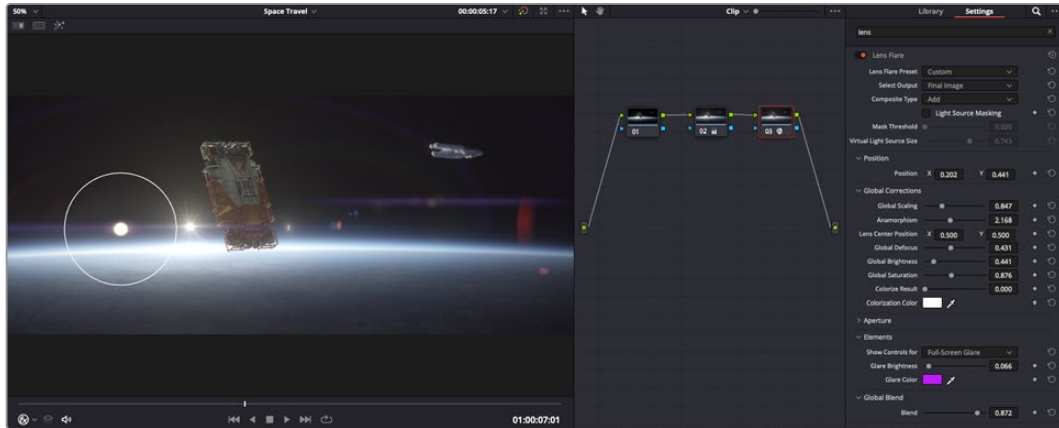 50% Space Travel 00:00:05:17 Clip Library Settings
lens
Lens Flare
Lens Flare Preset Custom
Select Output Final Image
Composite Type Add
Light Source Masking
Mask Threshold 0.000
Virtual Light Source Size 0.743
Position
Position X 0.202 Y 0.441
Global Corrections
Global Scaling 0.847
Anamorphism 2.168
Lens Center Position X 0.500 Y 0.500
Global Defocus 0.431
Global Brightness 0.441
Global Saturation 0.876
Colorize Result 0.000
Colorization Color
Aperture
Elements
Show Controls for Full-Screen Glare
Glare Brightness 0.066
Glare Color
Global Blend
Blend 0.872
01 02 03
01:00:07:01